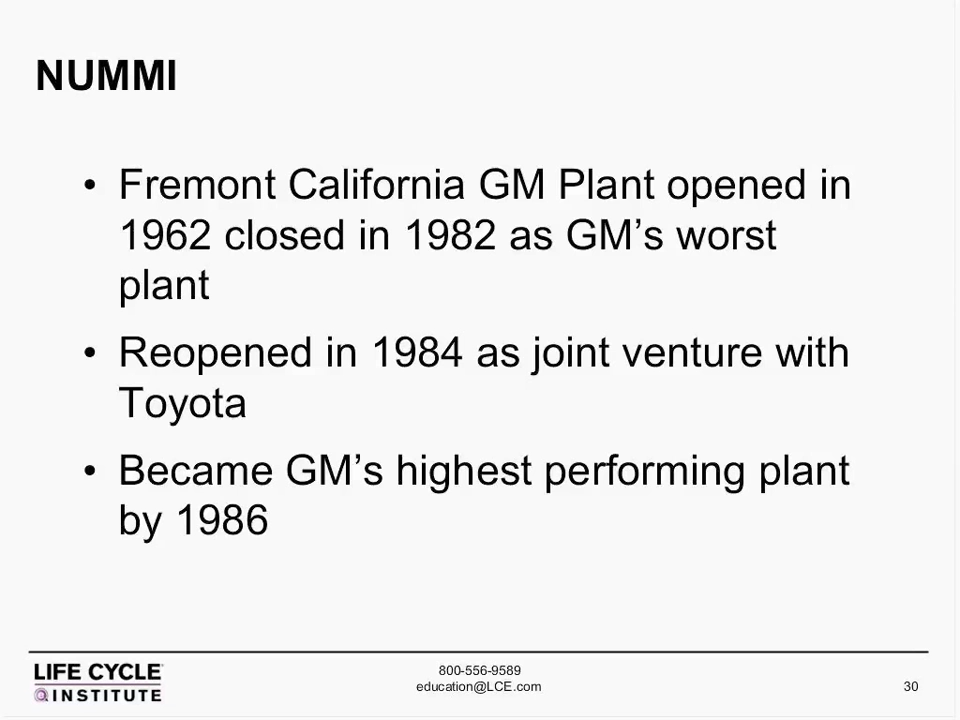 NUMMI
• Fremont California GM Plant opened in
1962 closed in 1982 as GM’s worst
plant
• Reopened in 1984 as joint venture with
Toyota
• Became GM’s highest performing plant
by 1986
LIFE CYCLE
INSTITUTE
800-556-9589
education@LCE.com
30